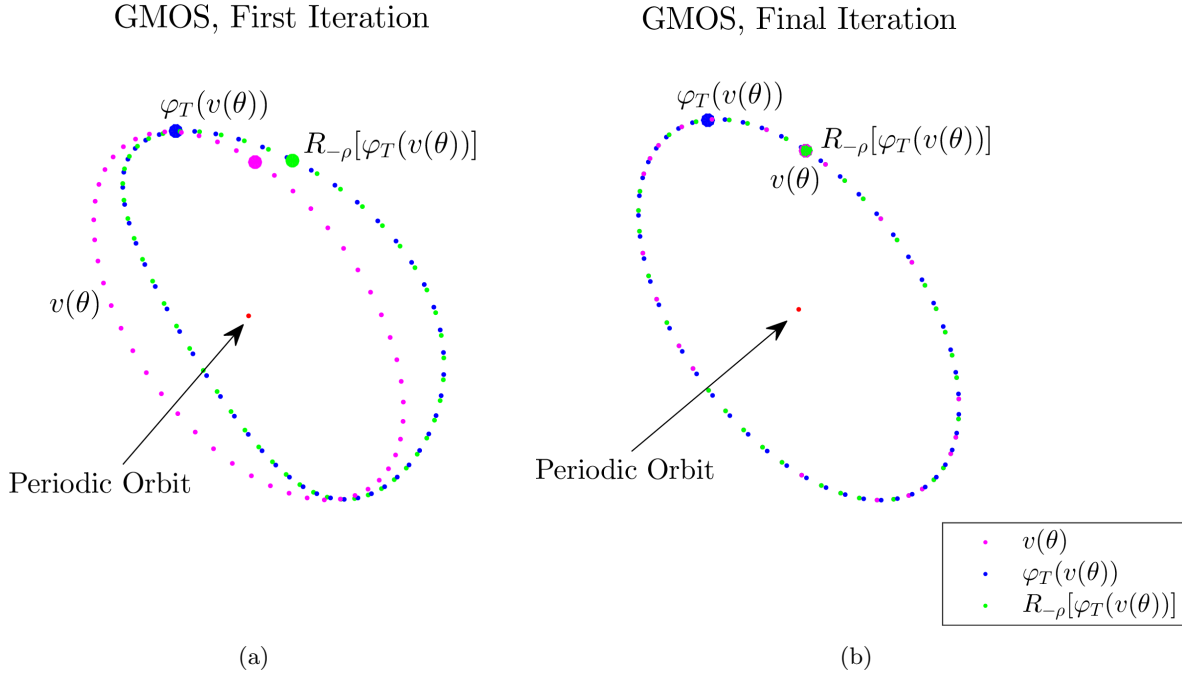 GMOS, First Iteration
φ_T(v(θ))
R_{−ρ}[φ_T(v(θ))]
v(θ)
Periodic Orbit
(a)
GMOS, Final Iteration
φ_T(v(θ))
R_{−ρ}[φ_T(v(θ))]
v(θ)
Periodic Orbit
v(θ)
φ_T(v(θ))
R_{−ρ}[φ_T(v(θ))]
(b)